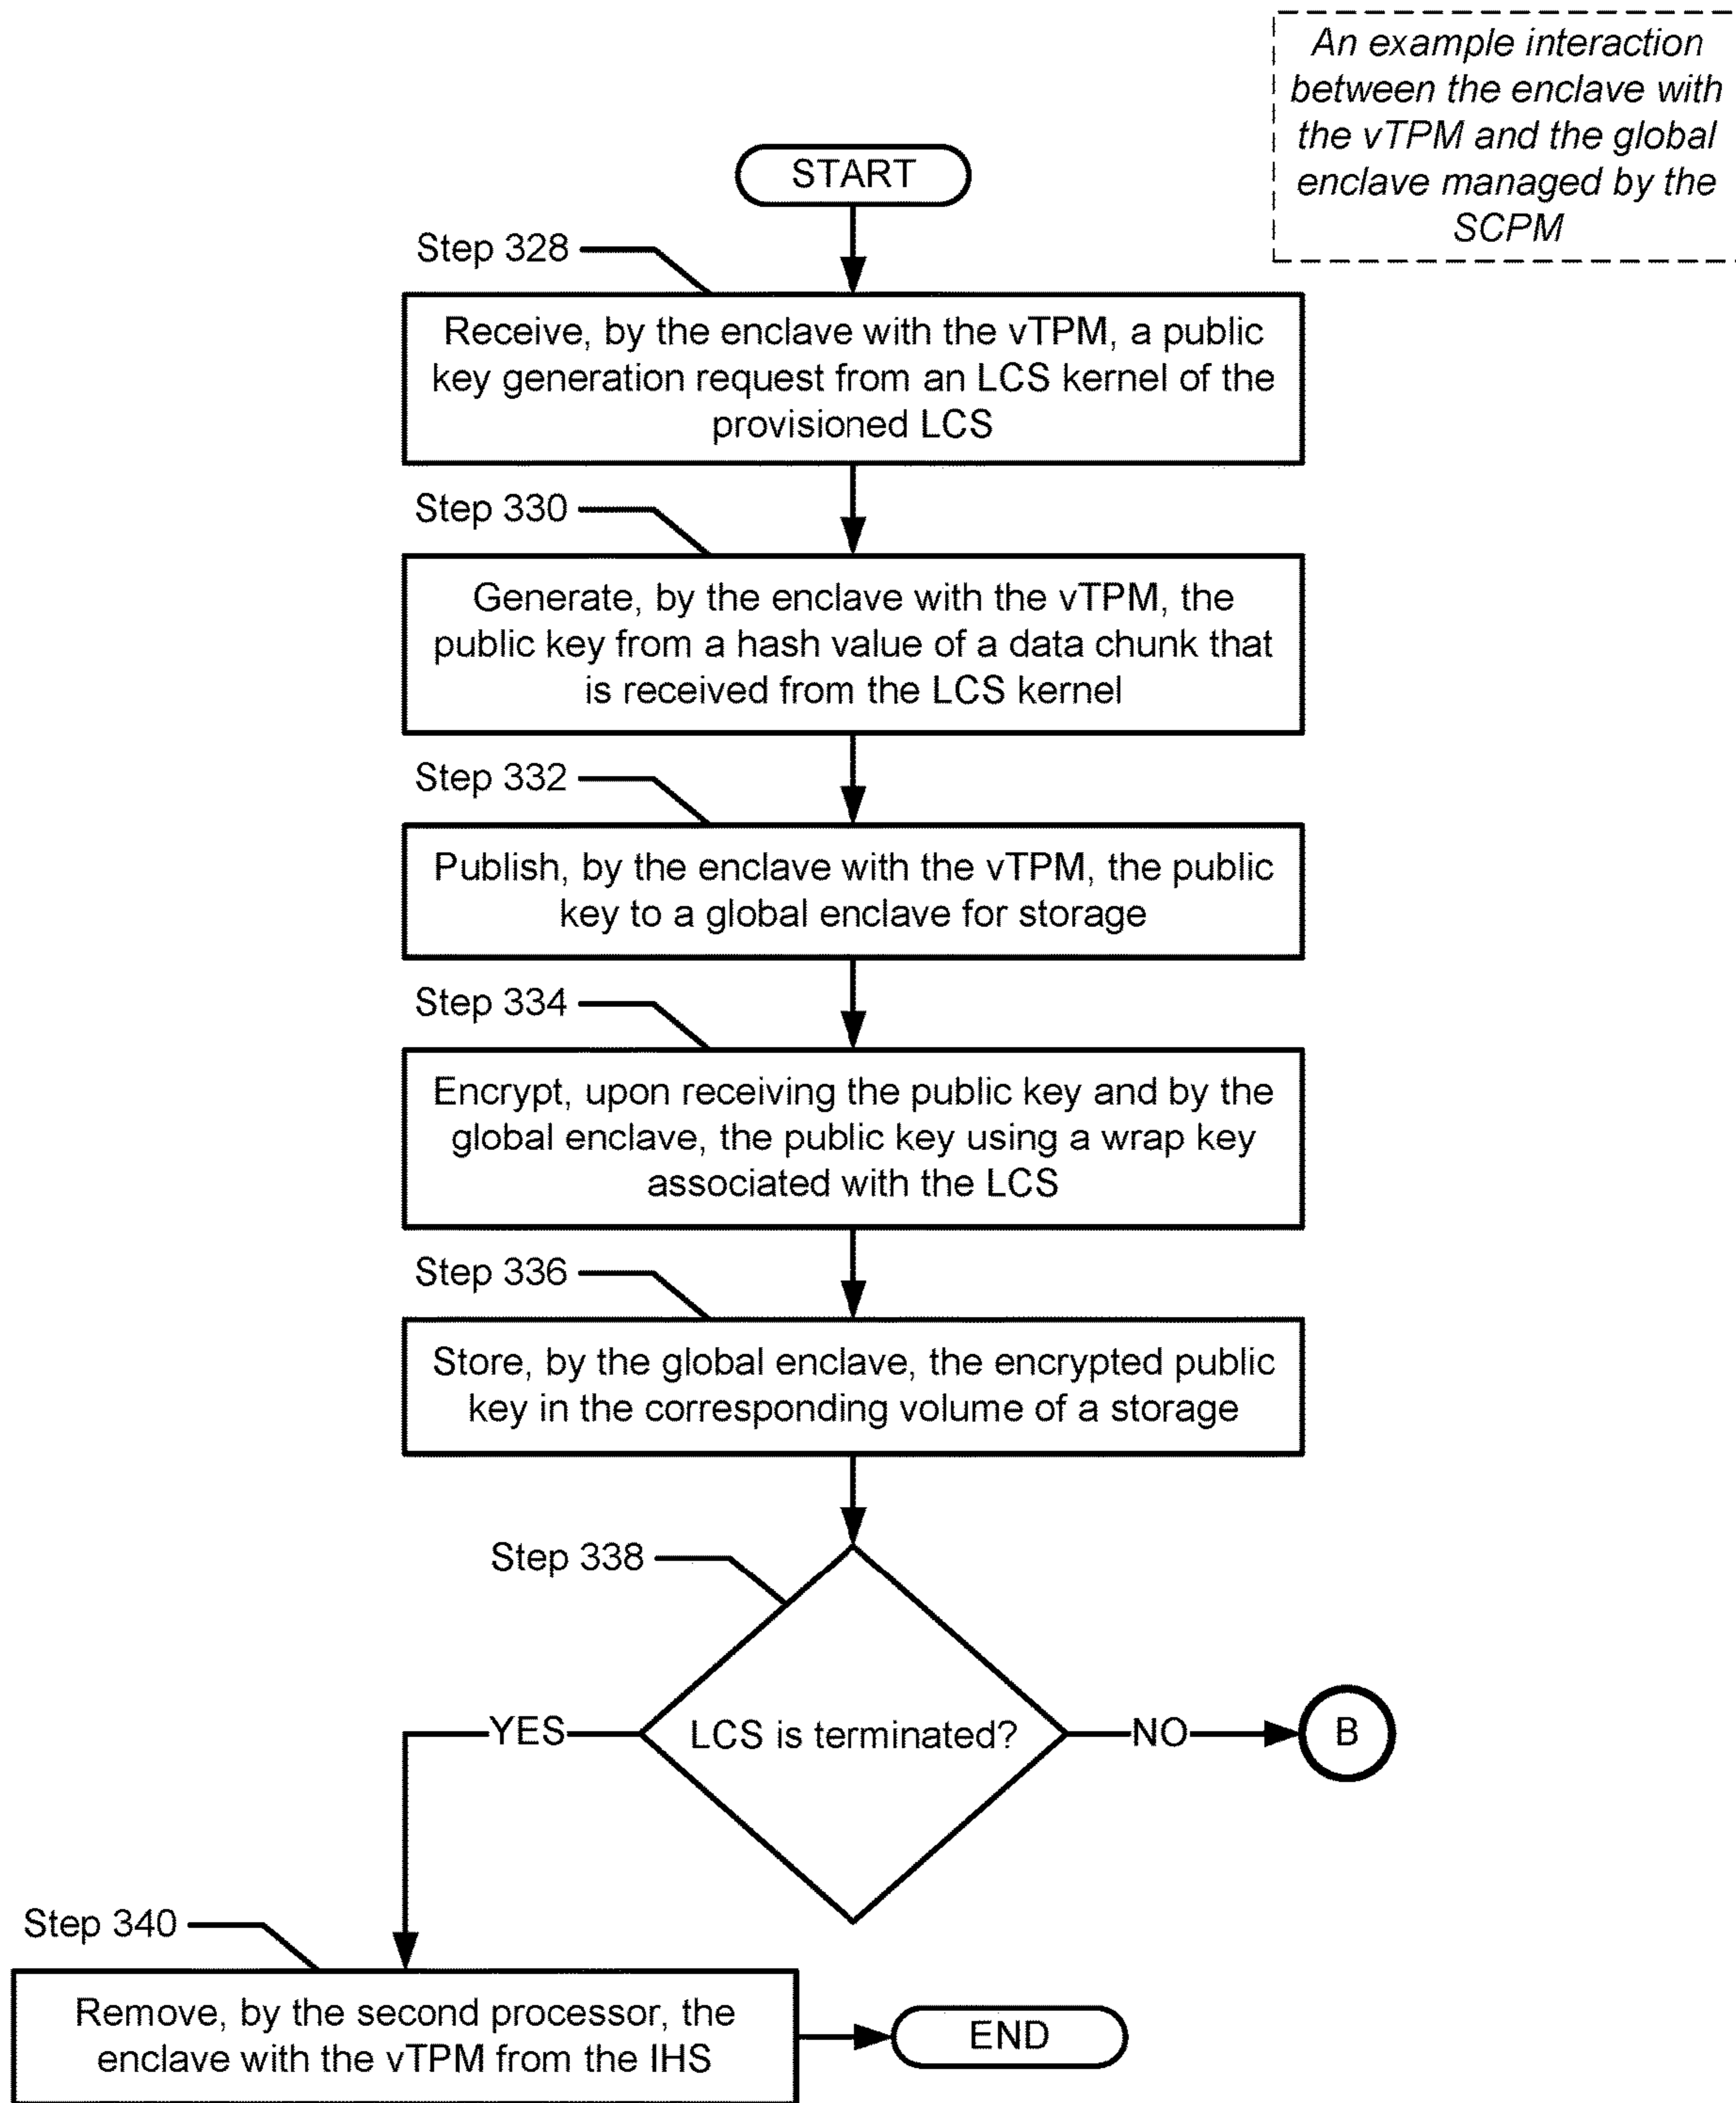 An example interaction
between the enclave with
the vTPM and the global
enclave managed by the
SCPM
START
Step 328
Receive, by the enclave with the vTPM, a public
key generation request from an LCS kernel of the
provisioned LCS
Step 330
Generate, by the enclave with the vTPM, the
public key from a hash value of a data chunk that
is received from the LCS kernel
Step 332
Publish, by the enclave with the vTPM, the public
key to a global enclave for storage
Step 334
Encrypt, upon receiving the public key and by the
global enclave, the public key using a wrap key
associated with the LCS
Step 336
Store, by the global enclave, the encrypted public
key in the corresponding volume of a storage
Step 338
LCS is terminated?
YES
NO
B
Step 340
Remove, by the second processor, the
enclave with the vTPM from the IHS
END